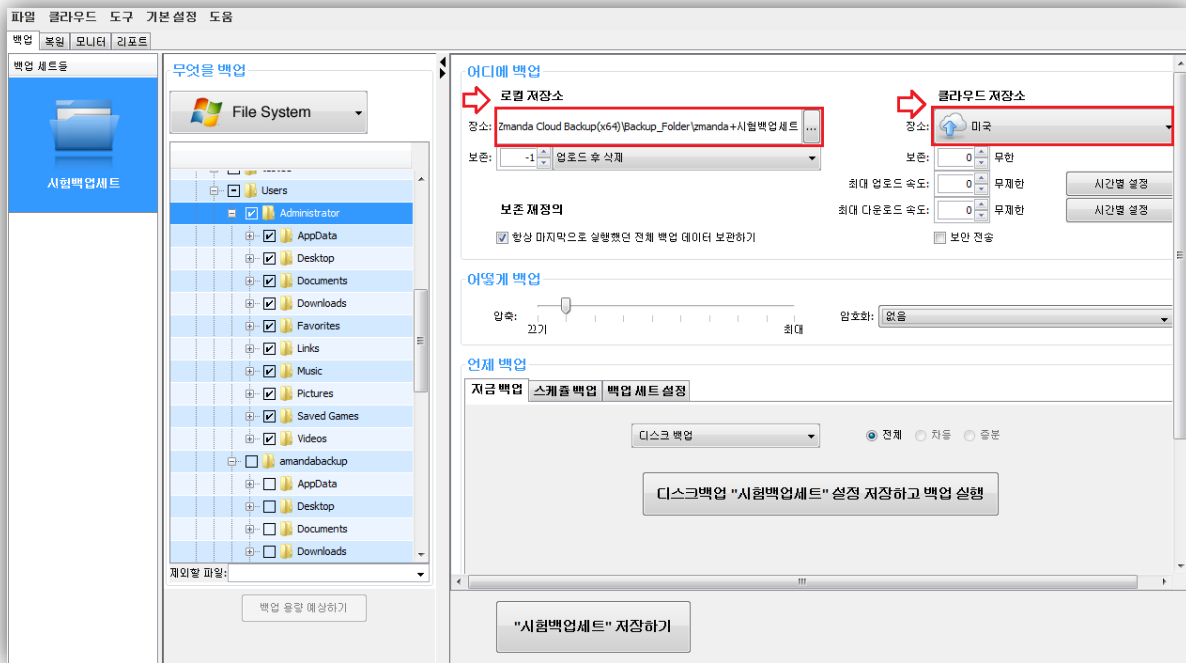 파일 클라우드 도구 기본 설정 도움
백업 복원 모니터 리포트
백업 세트들
시험백업세트
무엇을 백업
File System
Users
Administrator
AppData
Desktop
Documents
Downloads
Favorites
Links
Music
Pictures
Saved Games
Videos
amandabackup
AppData
Desktop
Documents
Downloads
제외할 파일:
백업 용량 예상하기
어디에 백업
로컬 저장소
장소: Zmanda Cloud Backup(x64)\Backup_Folder\zmanda+시험백업세트 ...
보존: -1 업로드 후 삭제
보존 재정의
항상 마지막으로 실행했던 전체 백업 데이터 보관하기
클라우드 저장소
장소: 미국
보존: 0 무한
최대 업로드 속도: 0 무제한 시간별 설정
최대 다운로드 속도: 0 무제한 시간별 설정
보안 전송
어떻게 백업
압축:
끄기 최대
암호화: 없음
언제 백업
지금 백업 스케쥴 백업 백업 세트 설정
디스크 백업 전체 차등 증분
디스크백업 "시험백업세트" 설정 저장하고 백업 실행
"시험백업세트" 저장하기